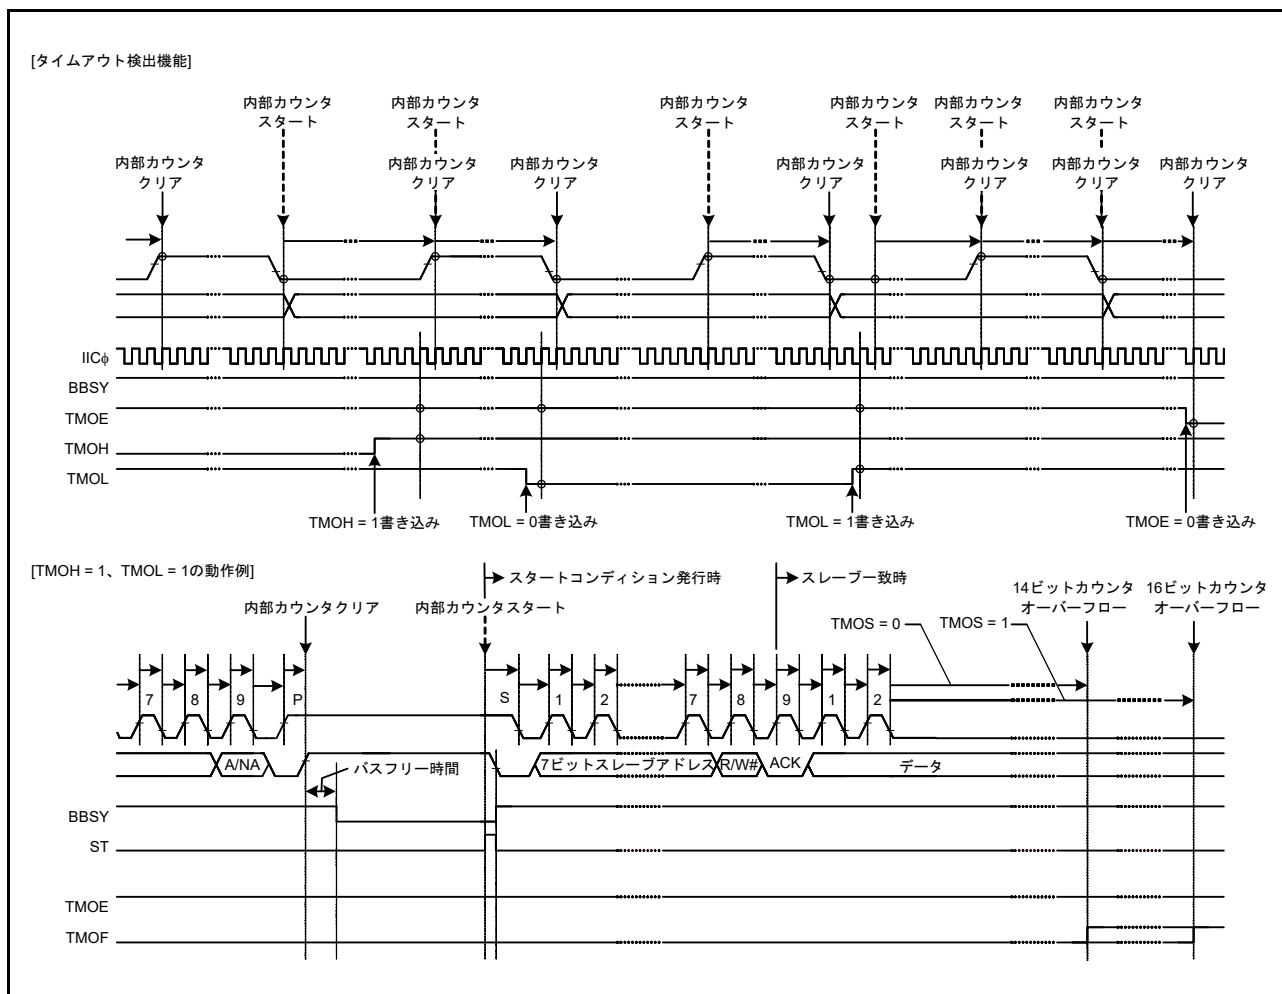 [タイムアウト検出機能]
内部カウンタ
スタート
内部カウンタ
スタート
内部カウンタ
スタート
内部カウンタ
スタート
内部カウンタ
スタート
内部カウンタ
スタート
内部カウンタ
クリア
内部カウンタ
クリア
内部カウンタ
クリア
内部カウンタ
クリア
内部カウンタ
クリア
内部カウンタ
クリア
内部カウンタ
クリア
IICφ
BBSY
TMOE
TMOH
TMOL
TMOH = 1書き込み
TMOL = 0書き込み
TMOL = 1書き込み
TMOE = 0書き込み
[TMOH = 1、TMOL = 1の動作例]
スタートコンディション発行時
スレーブ一致時
内部カウンタクリア
内部カウンタスタート
14ビットカウンタ
オーバーフロー
16ビットカウンタ
オーバーフロー
TMOS = 0
TMOS = 1
7 8 9 P S 1 2 7 8 9 1 2
A/NA
バスフリー時間
7ビットスレーブアドレス
R/W#
ACK
データ
BBSY
ST
TMOE
TMOF